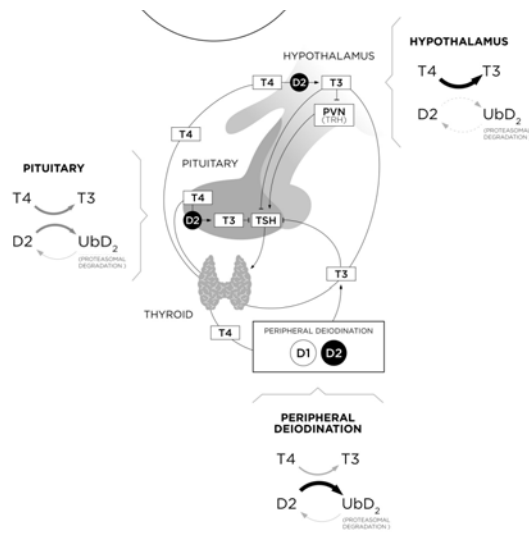 HYPOTHALAMUS
T4
D2
T3
PVN
(TRH)
T4
PITUITARY
T4
D2
T3
TSH
T3
THYROID
T4
PERIPHERAL DEIODINATION
D1
D2
HYPOTHALAMUS
T4
T3
D2
UbD2
(PROTEASOMAL
DEGRADATION )
PITUITARY
T4
T3
D2
UbD2
(PROTEASOMAL
DEGRADATION )
PERIPHERAL
DEIODINATION
T4
T3
D2
UbD2
(PROTEASOMAL
DEGRADATION )